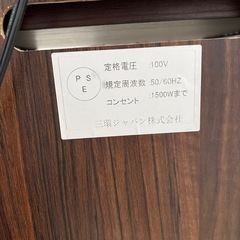 PS
E
定格電圧 :100V
規定周波数 :50/60HZ
コンセント :1500Wまで
三環ジャパン株式会社